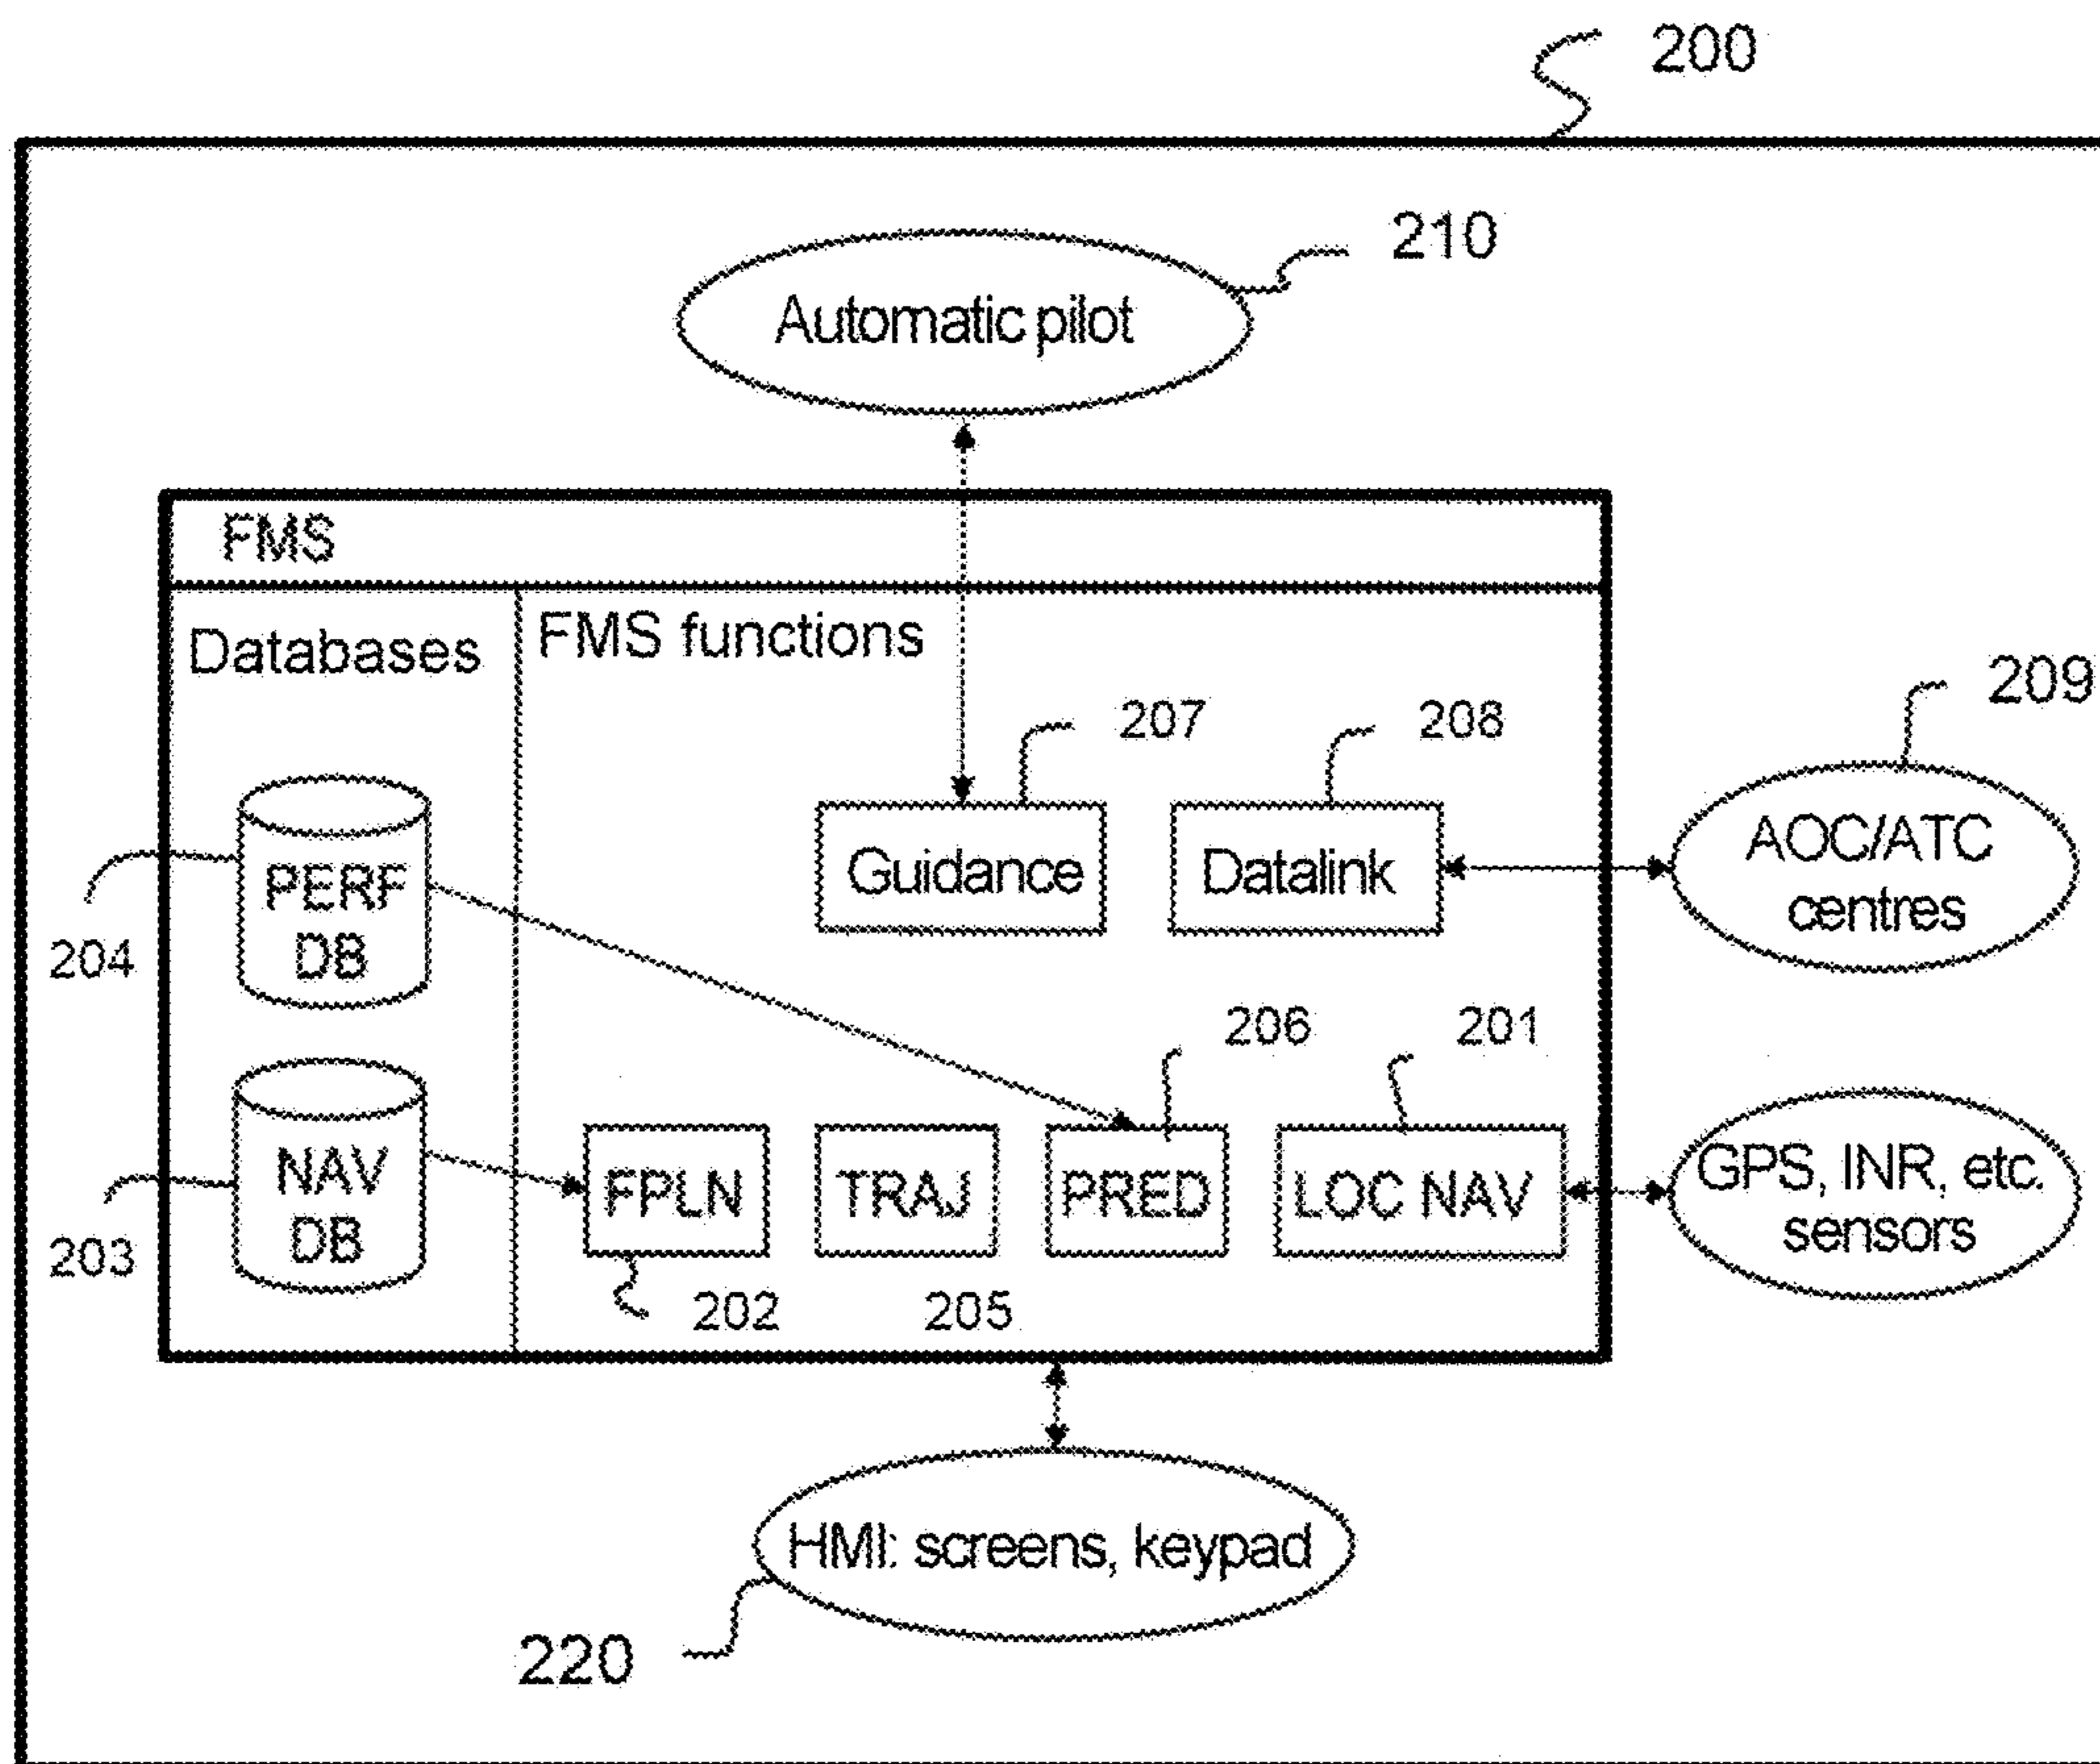 200
210
Automatic pilot
FMS
Databases
FMS functions
209
207
208
AOC/ATC
centres
Guidance
Datalink
PERF
DB
204
206
201
GPS, INR, etc.
sensors
NAV
DB
FPLN
TRAJ
PRED
LOC NAV
203
202
205
HMI: screens, keypad
220